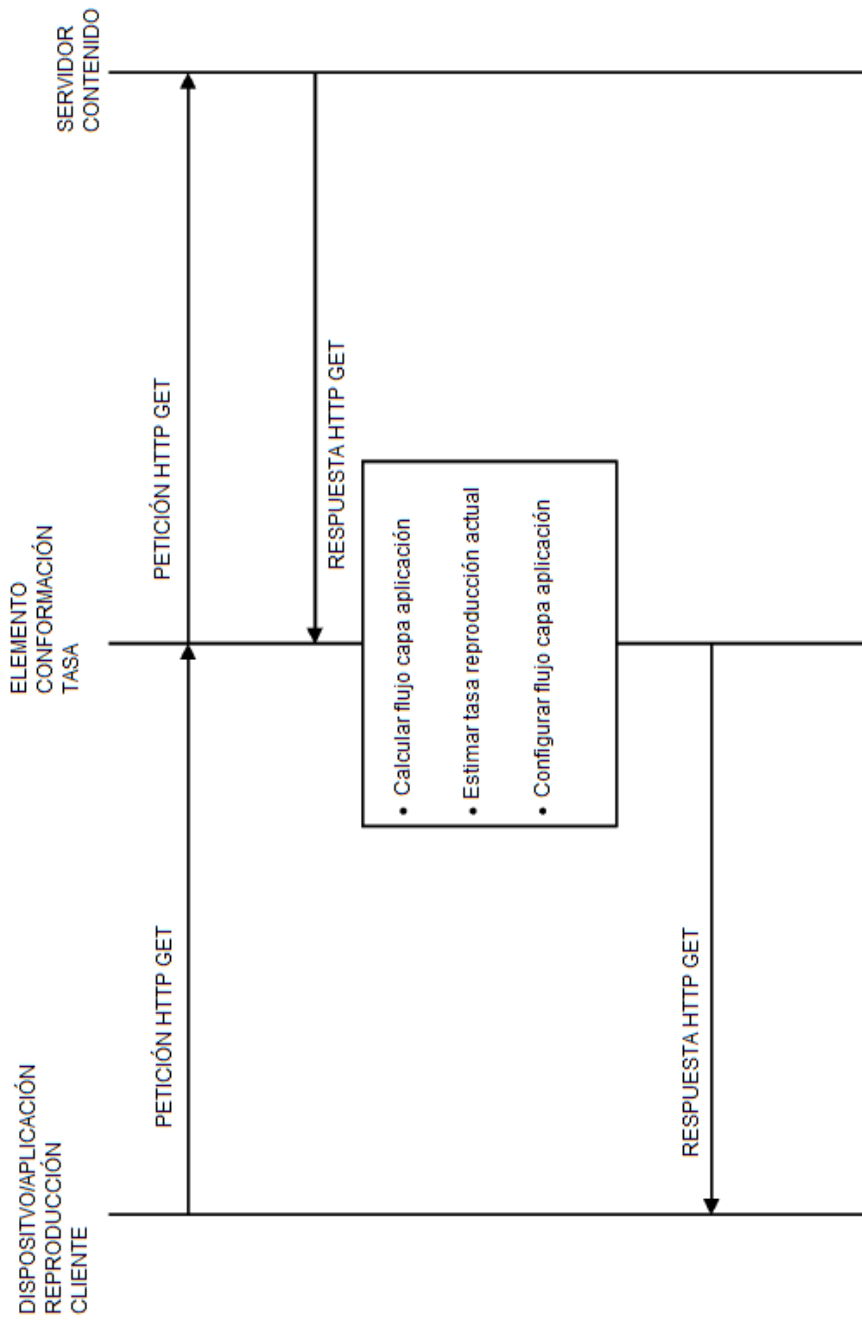 DISPOSITVO/APLICACIÓN
REPRODUCCIÓN
CLIENTE
ELEMENTO
CONFORMACIÓN
TASA
SERVIDOR
CONTENIDO
PETICIÓN HTTP GET
PETICIÓN HTTP GET
RESPUESTA HTTP GET
• Calcular flujo capa aplicación
• Estimar tasa reproducción actual
• Configurar flujo capa aplicación
RESPUESTA HTTP GET